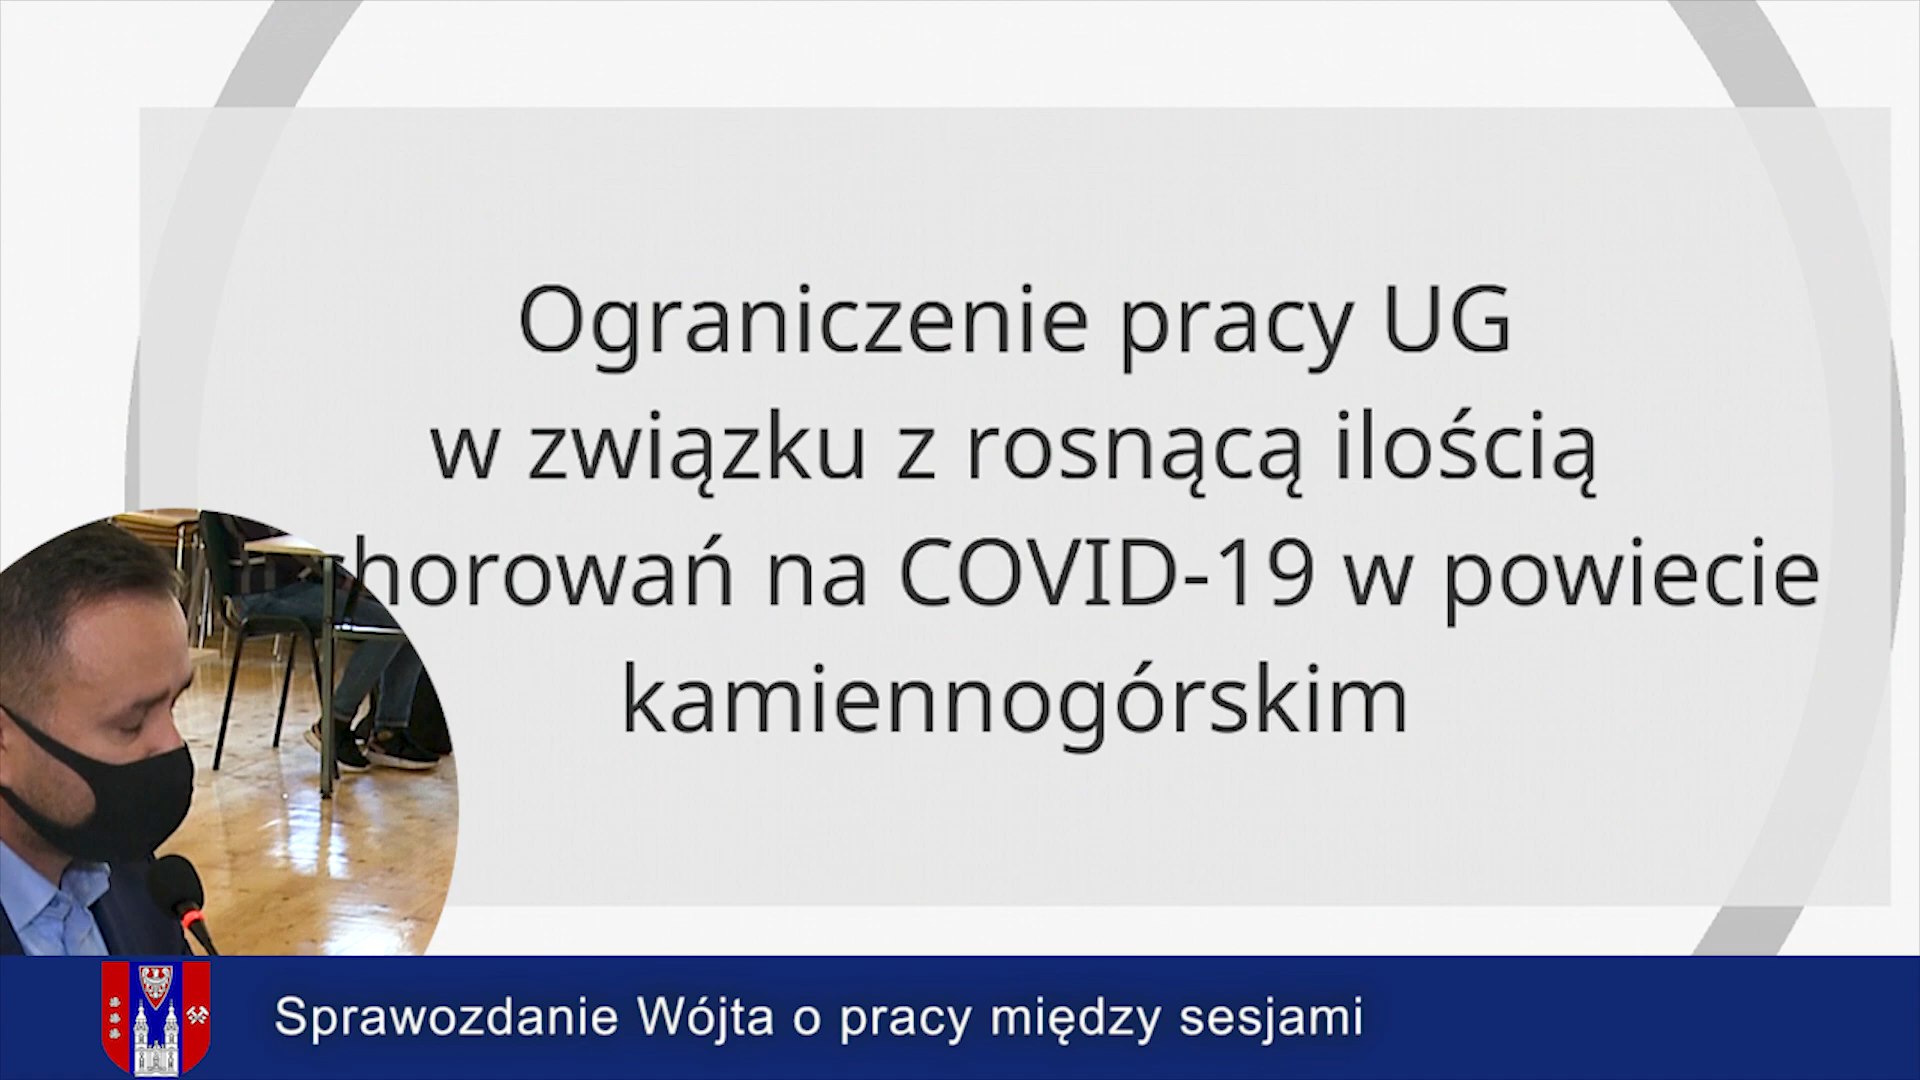 Ograniczenie pracy UG
w związku z rosnącą ilością
horowań na COVID-19 w powiecie
kamiennogórskim
Sprawozdanie Wójta o pracy między sesjami